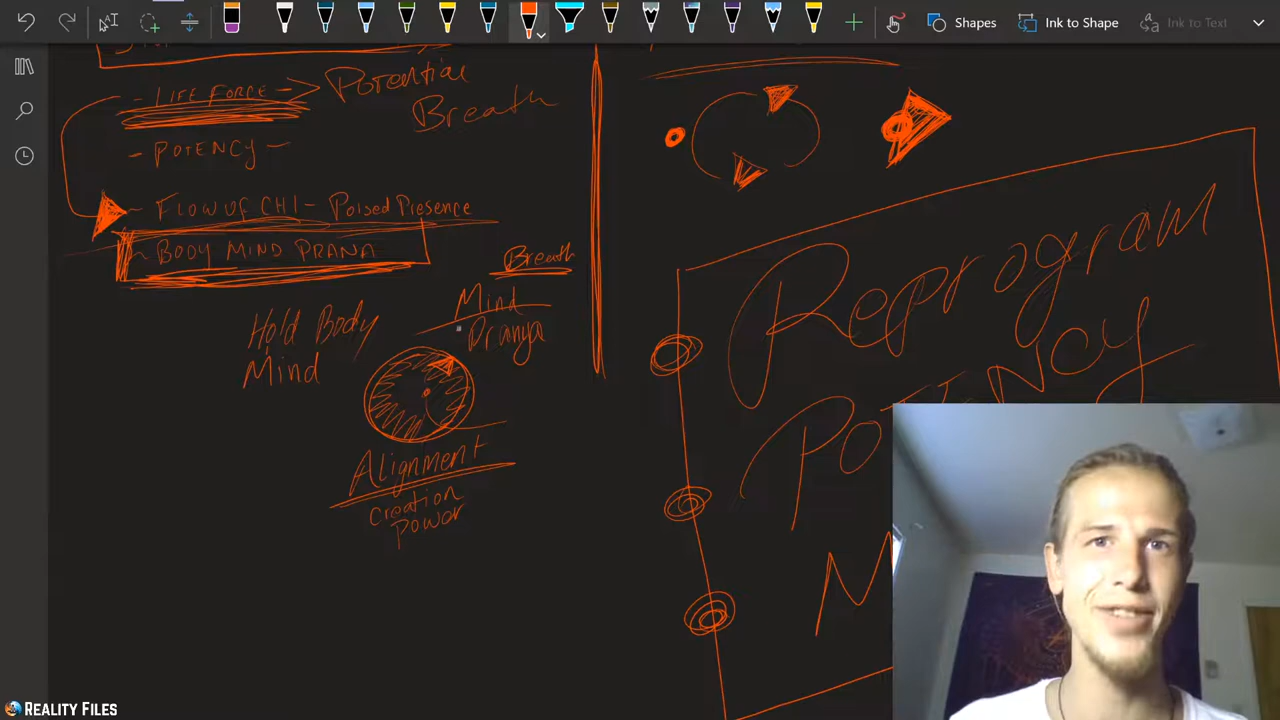 Shapes
Ink to Shape
Ink to Text
- LIFE FORCE -> Potential
Breath
- POTENCY -
- FLOW OF CHI - Poised Presence
- BODY MIND PRANA
Breath
Mind
Pranya
Hold Body
Mind
Alignment
Creation
Power
Reprogram
POTENCY
REALITY FILES